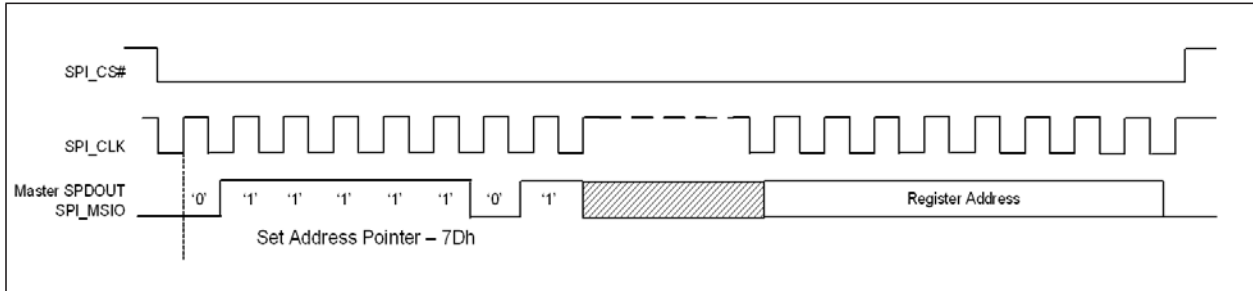 SPI_CS#
SPI_CLK
Master SPDOUT
SPI_MSIO
‘0’ ‘1’ ‘1’ ‘1’ ‘1’ ‘1’ ‘0’ ‘1’
Register Address
Set Address Pointer – 7Dh